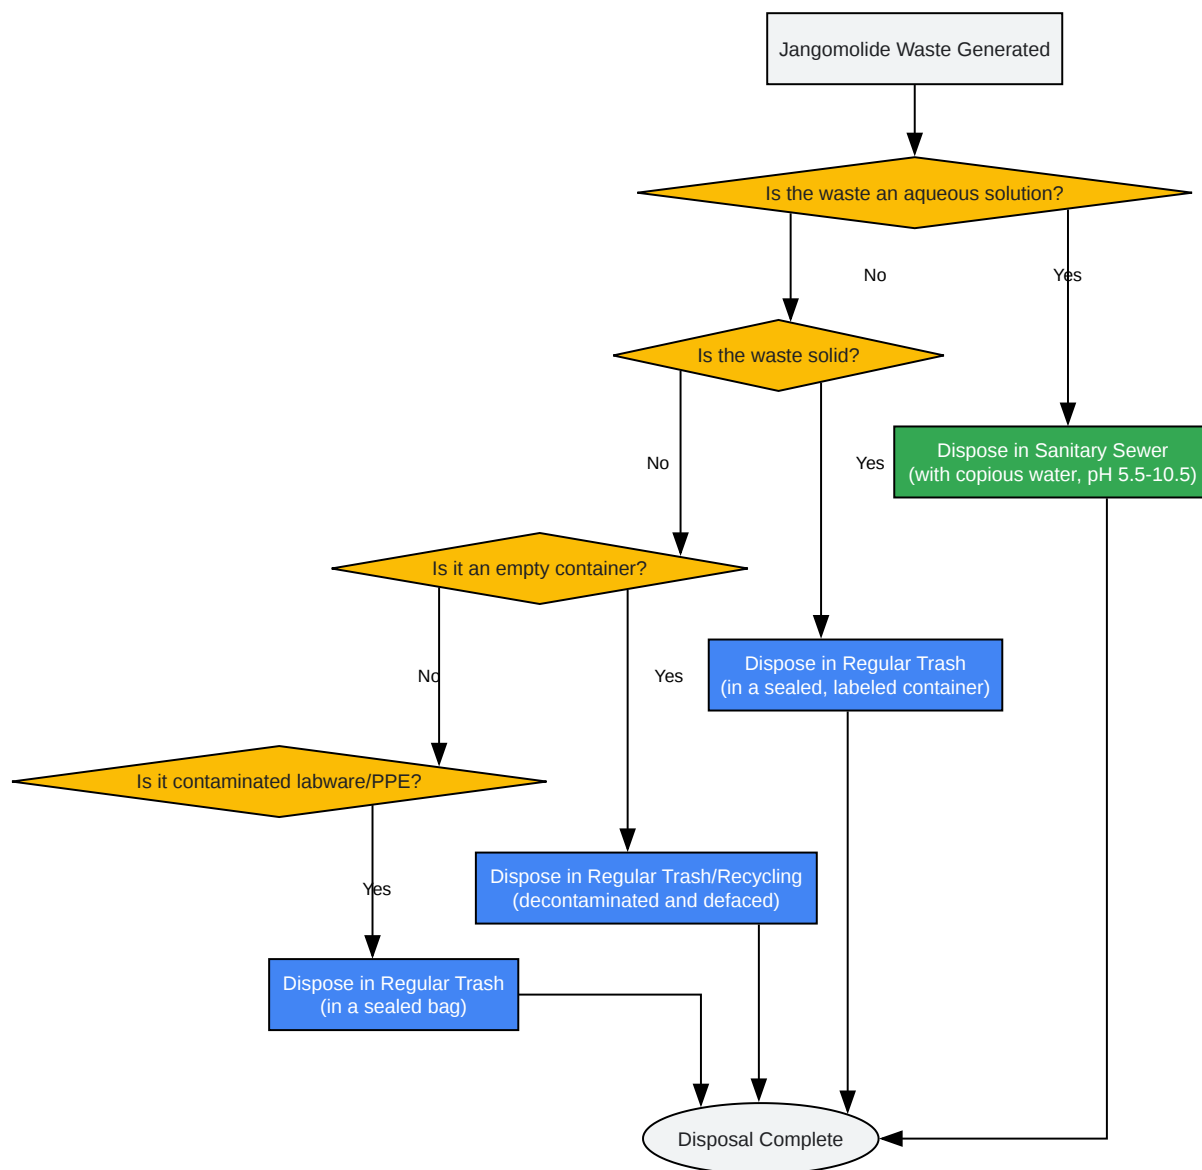 Jangomolide Waste Generated
Is the waste an aqueous solution?
No
Yes
Is the waste solid?
Dispose in Sanitary Sewer
(with copious water, pH 5.5-10.5)
No
Yes
Is it an empty container?
Dispose in Regular Trash
(in a sealed, labeled container)
No
Yes
Is it contaminated labware/PPE?
Dispose in Regular Trash/Recycling
(decontaminated and defaced)
Yes
Dispose in Regular Trash
(in a sealed bag)
Disposal Complete